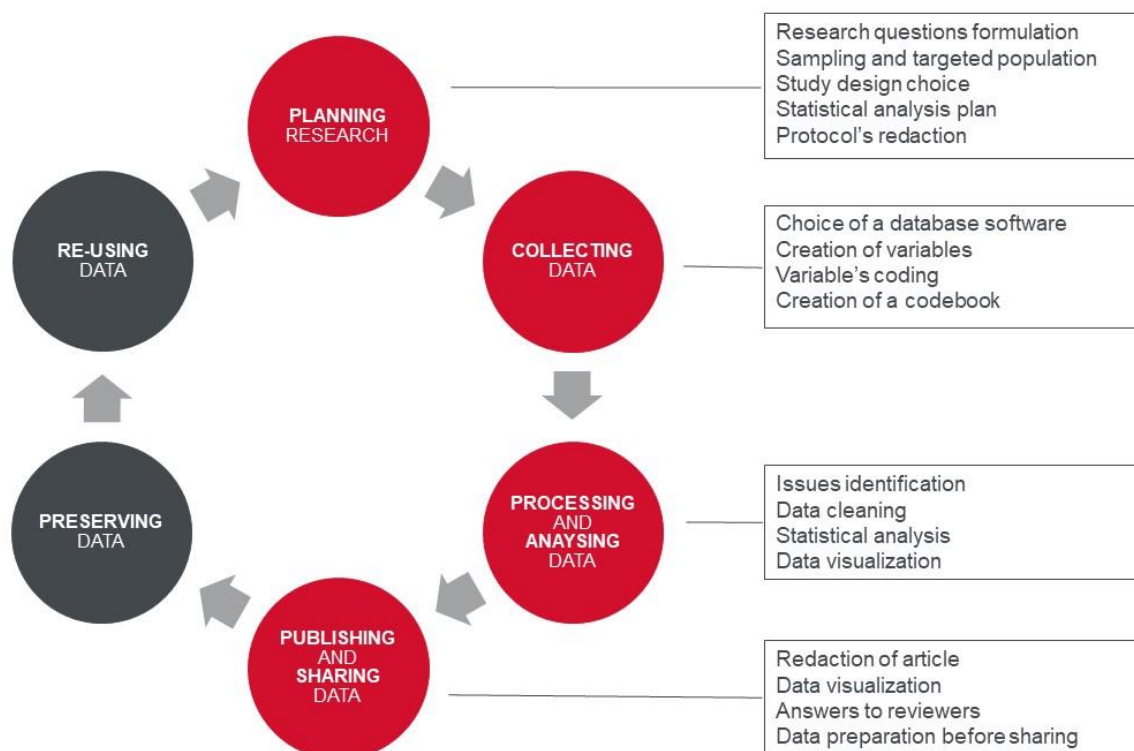 PLANNING
RESEARCH
Research questions formulation
Sampling and targeted population
Study design choice
Statistical analysis plan
Protocol's redaction
COLLECTING
DATA
Choice of a database software
Creation of variables
Variable's coding
Creation of a codebook
PROCESSING
AND
ANAYSING
DATA
Issues identification
Data cleaning
Statistical analysis
Data visualization
PUBLISHING
AND
SHARING
DATA
Redaction of article
Data visualization
Answers to reviewers
Data preparation before sharing
PRESERVING
DATA
RE-USING
DATA